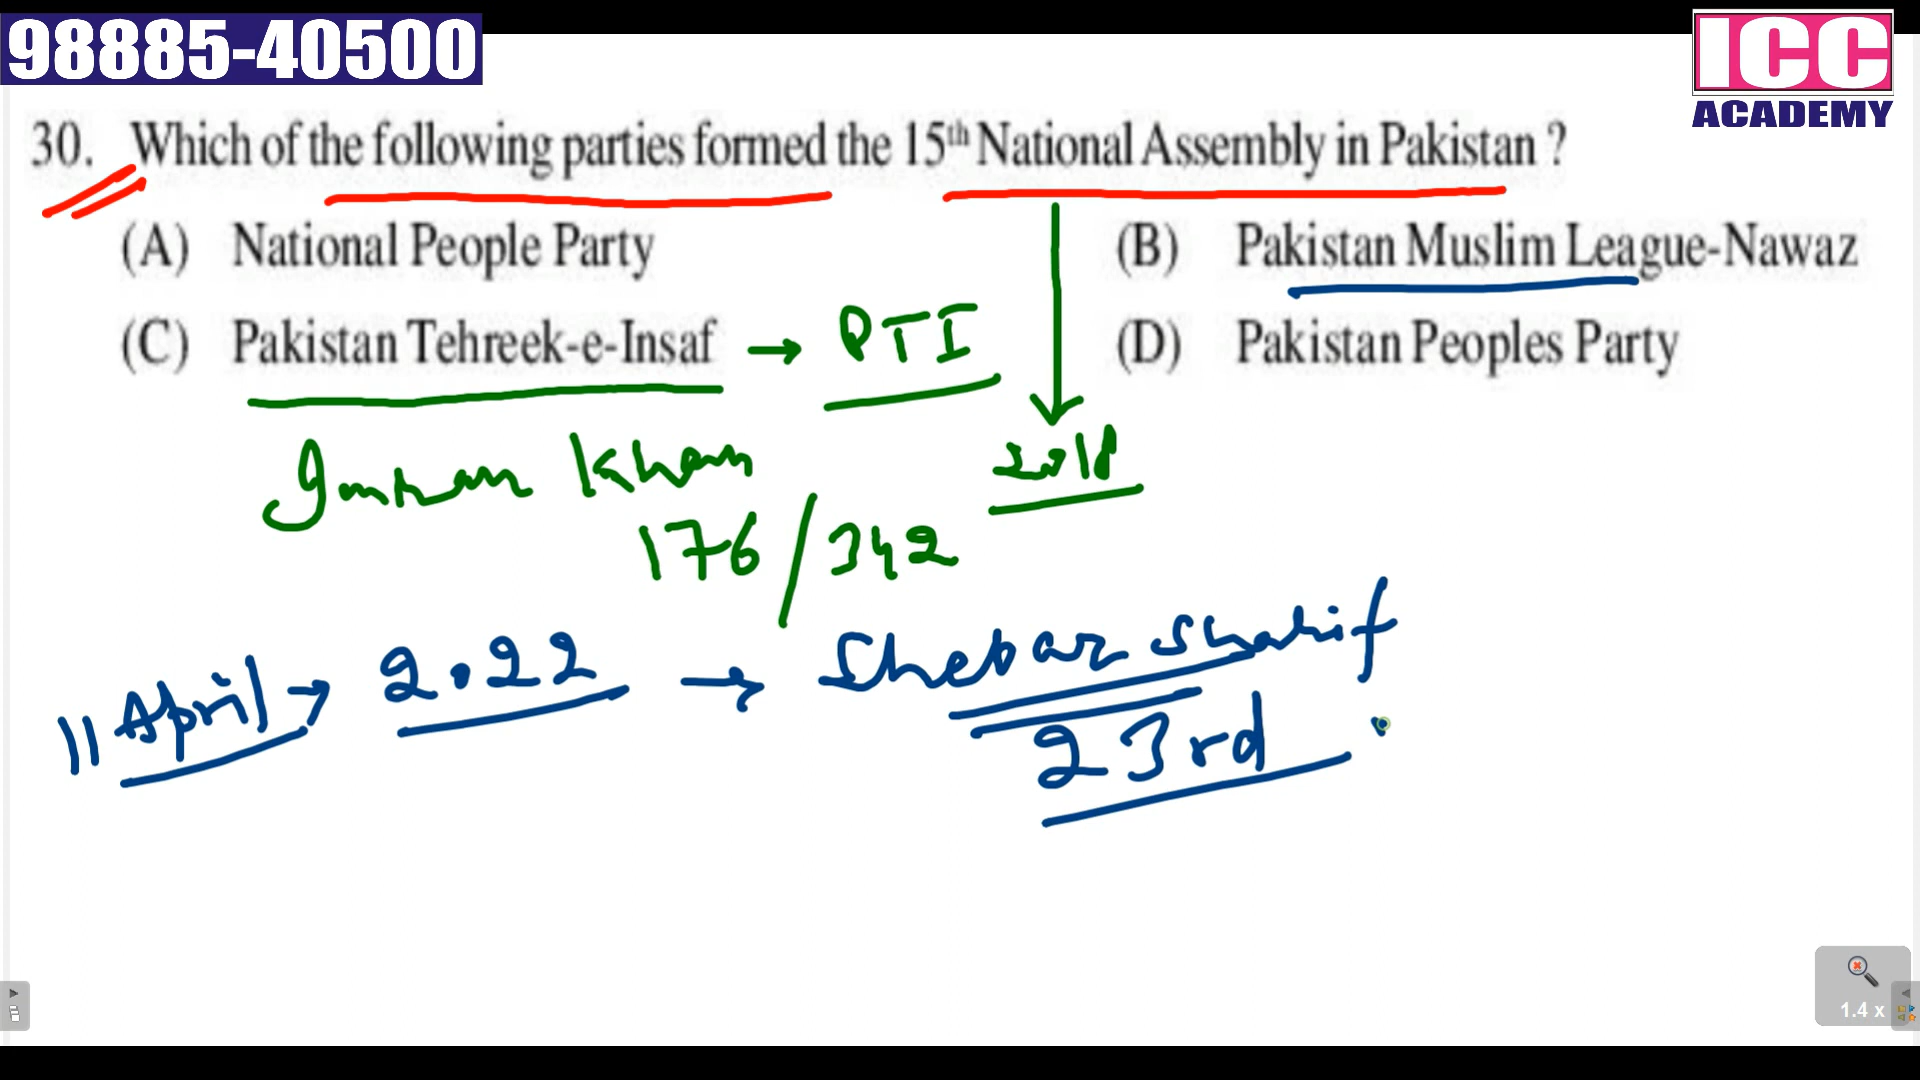 98885-40500
ICC
ACADEMY
30. Which of the following parties formed the 15th National Assembly in Pakistan ?
(A) National People Party
(B) Pakistan Muslim League-Nawaz
(C) Pakistan Tehreek-e-Insaf → PTI
(D) Pakistan Peoples Party
Imran Khan
2018
176/342
11 April → 2022 → Shebaz Sharif
23rd
1.4 x